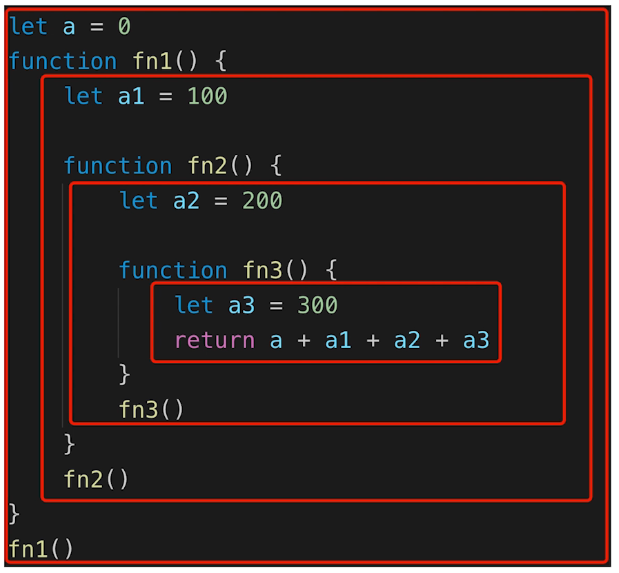 let a = 0
function fn1() {
let a1 = 100
function fn2() {
let a2 = 200
function fn3() {
let a3 = 300
return a + a1 + a2 + a3
}
fn3()
}
fn2()
}
fn1()